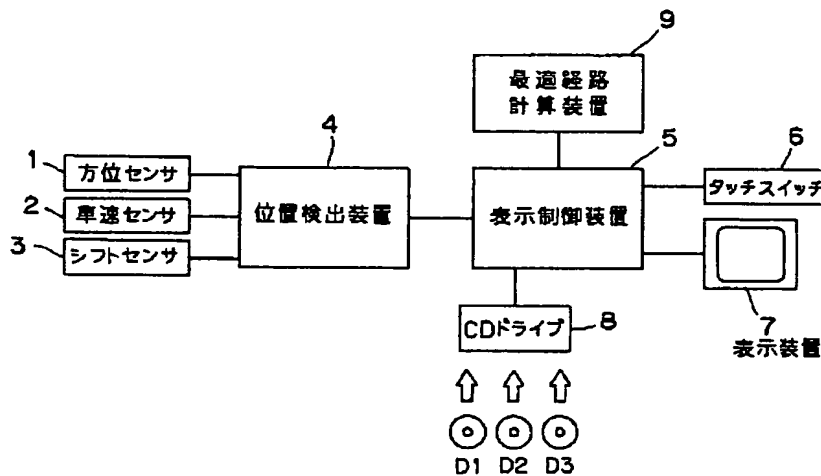 9
最適経路
計算装置
4
5
6
1
方位センサ
タッチスイッチ
2
車速センサ
位置検出装置
表示制御装置
3
シフトセンサ
8
CDドライブ
7
表示装置
D1 D2 D3